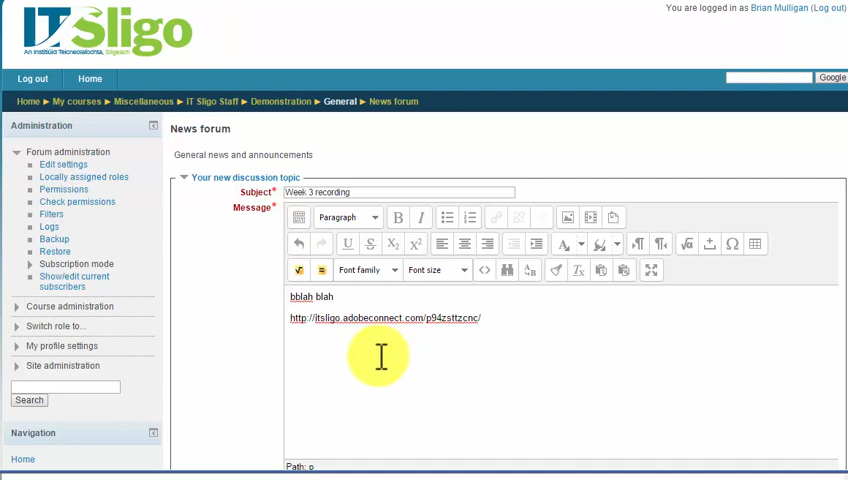 You are logged in as Brian Mulligan (Log out)
IT Sligo
An Institiúid Teicneolaíochta, Sligeach
Log out Home Google
Home ► My courses ► Miscellaneous ► IT Sligo Staff ► Demonstration ► General ► News forum
Administration
Forum administration
Edit settings
Locally assigned roles
Permissions
Check permissions
Filters
Logs
Backup
Restore
Subscription mode
Show/edit current
subscribers
Course administration
Switch role to...
My profile settings
Site administration
Search
Navigation
Home
News forum
General news and announcements
Your new discussion topic
Subject* Week 3 recording
Message*
Paragraph B I
U S X₂ X² A Ω
Font family Font size
bblah blah
http://itsligo.adobeconnect.com/p94zsttzcnc/
Path: p